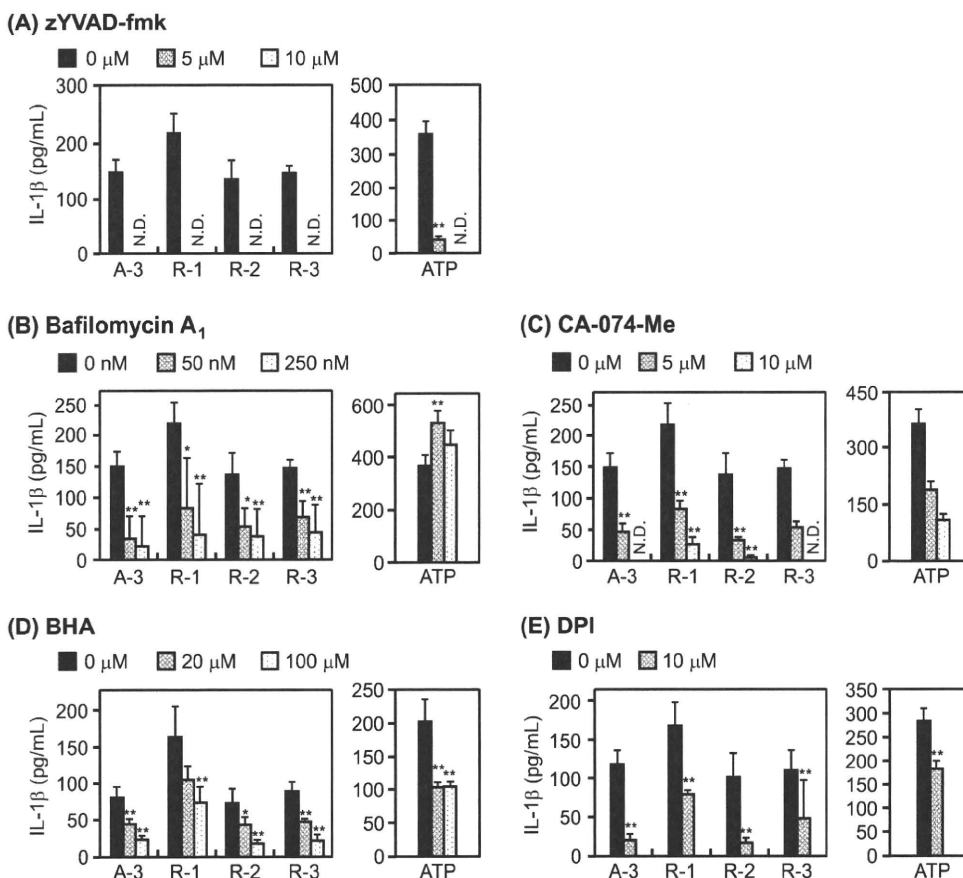 (A) zYVAD-fmk
0 μM 5 μM 10 μM
IL-1β (pg/mL)
300
200
150
0
N.D. N.D. N.D. N.D.
A-3 R-1 R-2 R-3
500
400
300
200
100
0
** N.D.
ATP
(B) Bafilomycin A1
0 nM 50 nM 250 nM
IL-1β (pg/mL)
250
200
150
100
50
0
** ** * ** * ** ** **
A-3 R-1 R-2 R-3
600
400
200
0
**
ATP
(C) CA-074-Me
0 μM 5 μM 10 μM
IL-1β (pg/mL)
250
200
150
100
50
0
** N.D. ** ** ** ** N.D.
A-3 R-1 R-2 R-3
450
300
150
0
ATP
(D) BHA
0 μM 20 μM 100 μM
IL-1β (pg/mL)
200
150
100
50
0
** ** ** * ** ** **
A-3 R-1 R-2 R-3
250
200
150
100
50
0
** **
ATP
(E) DPI
0 μM 10 μM
IL-1β (pg/mL)
200
150
100
50
0
** ** ** **
A-3 R-1 R-2 R-3
350
300
250
200
150
100
50
0
**
ATP